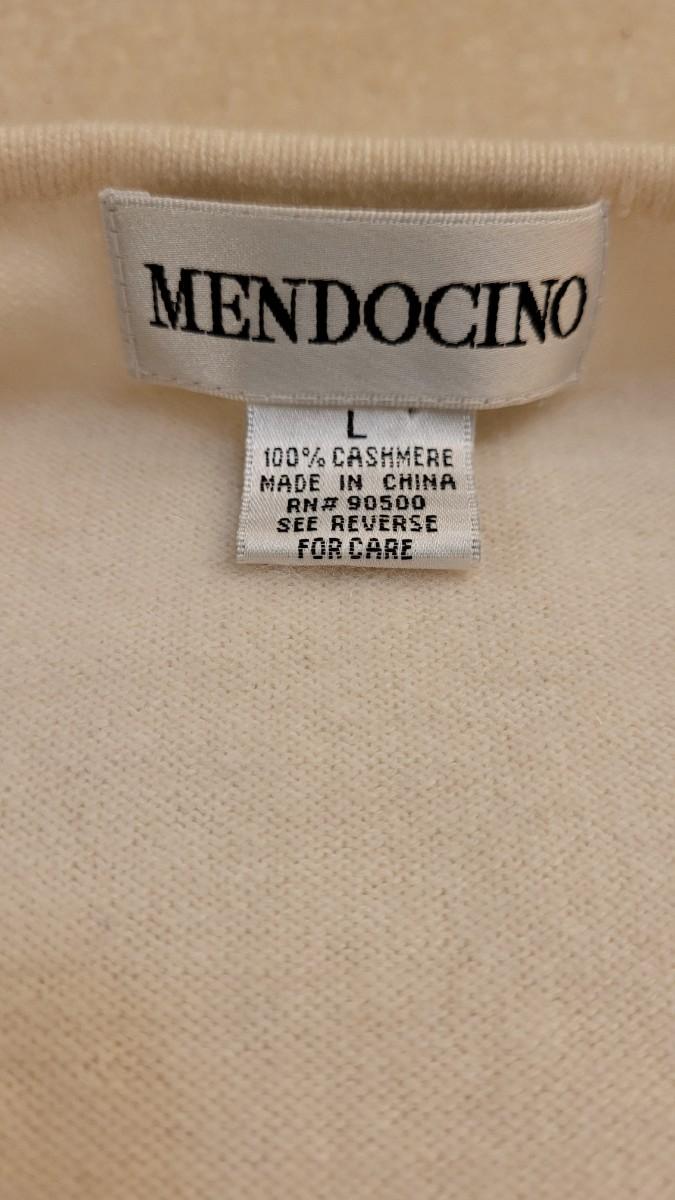 MENDOCINO
L
100% CASHMERE
MADE IN CHINA
RN# 90500
SEE REVERSE
FOR CARE